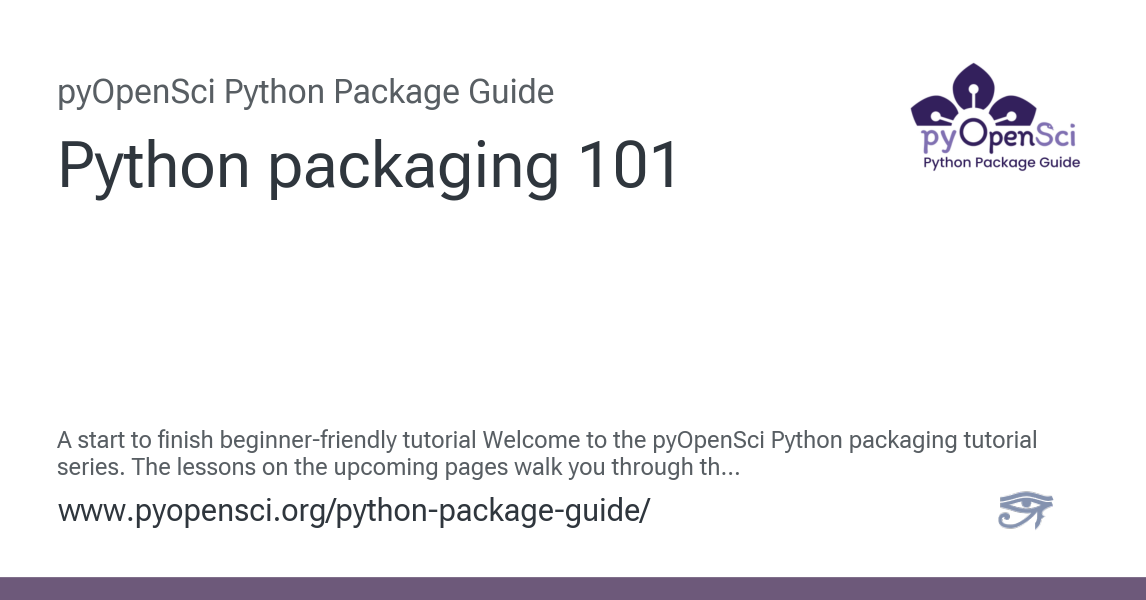 pyOpenSci Python Package Guide
Python packaging 101
pyOpenSci
Python Package Guide
A start to finish beginner-friendly tutorial Welcome to the pyOpenSci Python packaging tutorial
series. The lessons on the upcoming pages walk you through th...
www.pyopensci.org/python-package-guide/